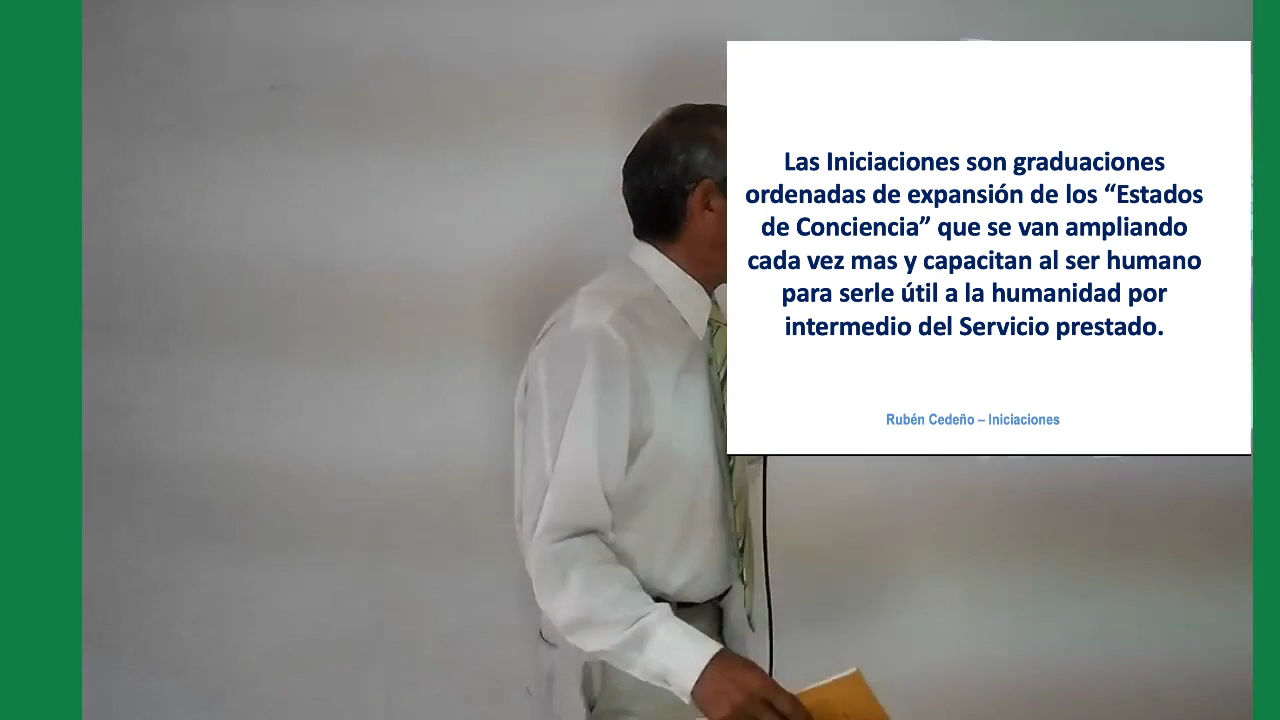 Las Iniciaciones son graduaciones
ordenadas de expansión de los “Estados
de Conciencia” que se van ampliando
cada vez mas y capacitan al ser humano
para serle útil a la humanidad por
intermedio del Servicio prestado.
Rubén Cedeño – Iniciaciones